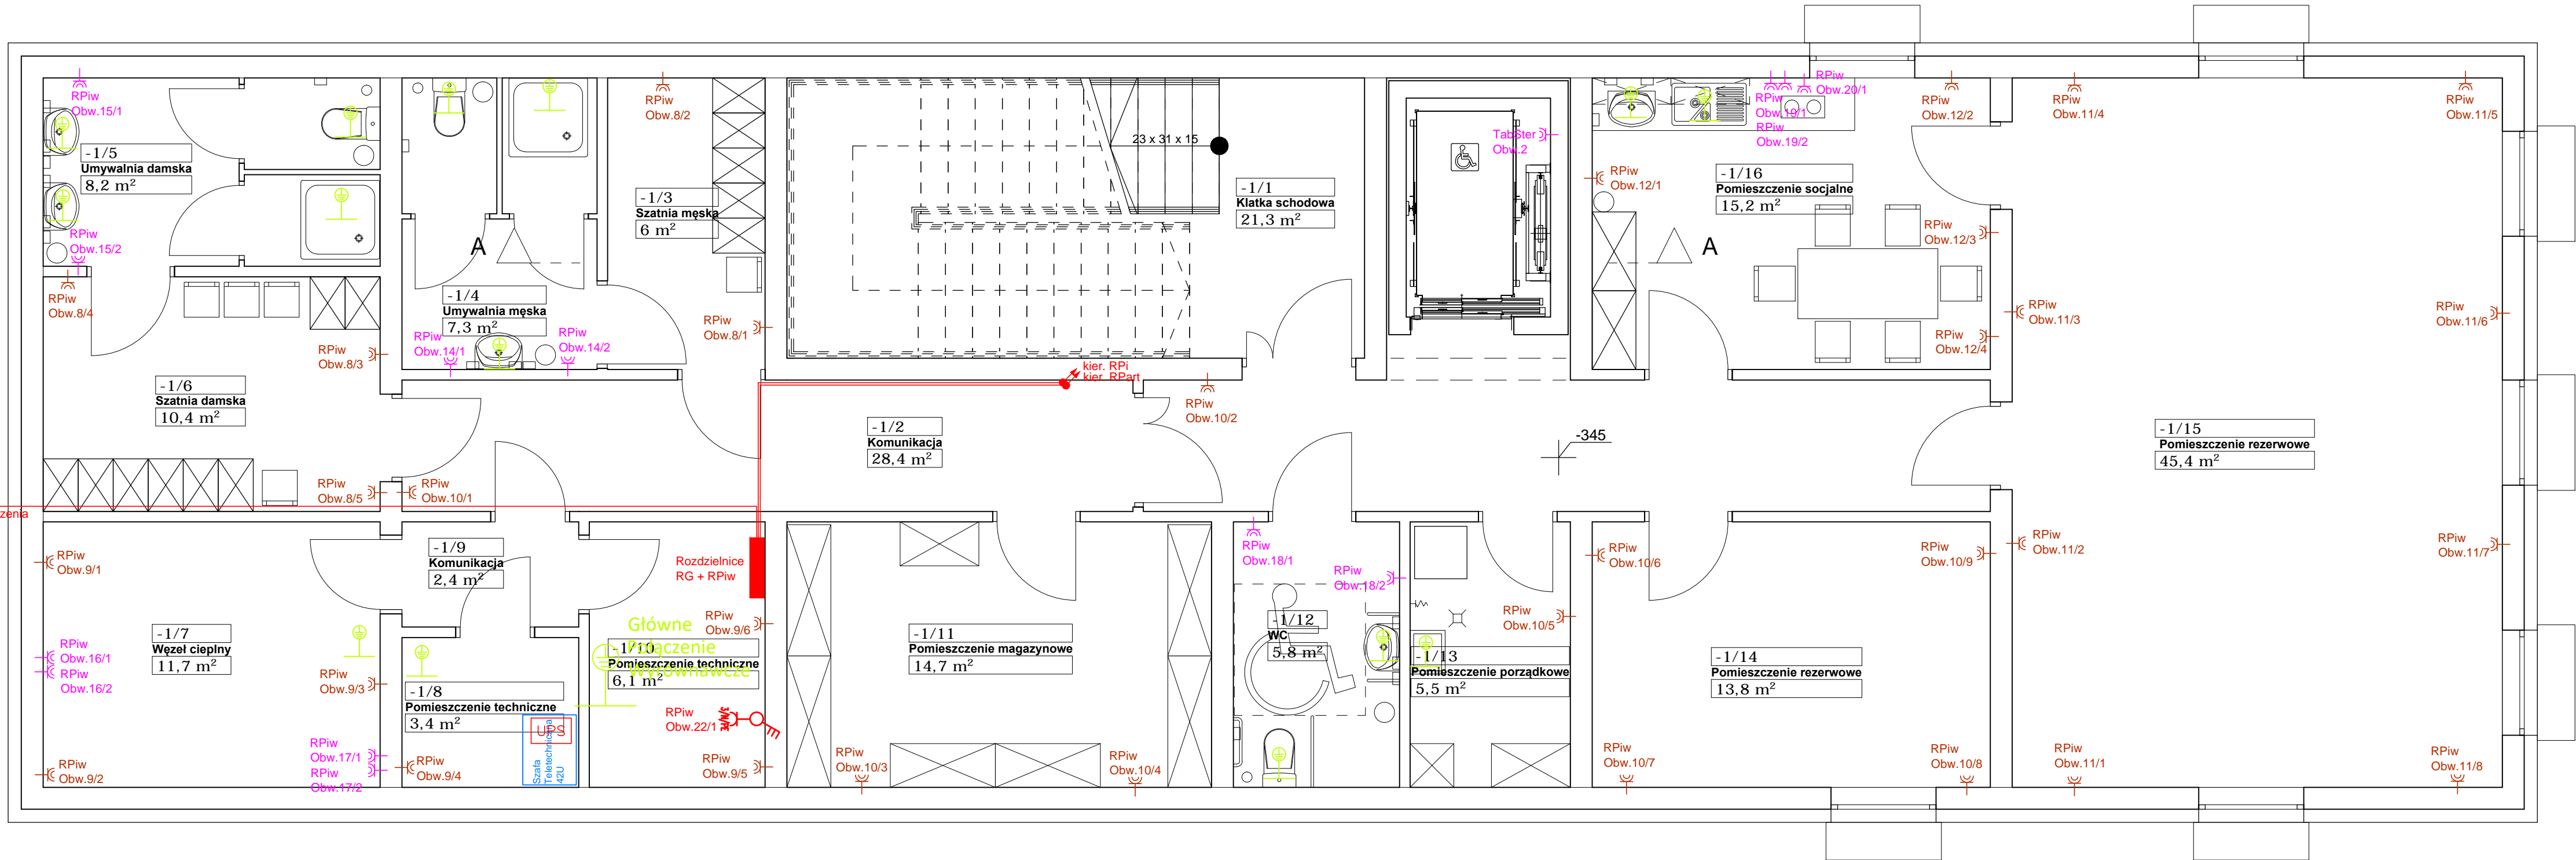 RPiw
Obw.15/1
-1/5
Umywalnia damska
8,2 m²
RPiw
Obw.15/2
RPiw
Obw.8/4
RPiw
Obw.8/3
-1/6
Szatnia damska
10,4 m²
RPiw
Obw.8/5
RPiw
Obw.10/1
A
-1/4
Umywalnia męska
7,3 m²
RPiw
Obw.14/1
RPiw
Obw.14/2
RPiw
Obw.8/2
-1/3
Szatnia męska
6 m²
RPiw
Obw.8/1
23 x 31 x 15
-1/1
Klatka schodowa
21,3 m²
kier. RPi
kier. RPart
RPiw
Obw.10/2
-1/2
Komunikacja
28,4 m²
TabSter
Obw.2
RPiw
Obw.19/1
RPiw
Obw.19/2
RPiw
Obw.20/1
RPiw
Obw.12/2
RPiw
Obw.12/1
-1/16
Pomieszczenie socjalne
15,2 m²
A
RPiw
Obw.12/3
RPiw
Obw.12/4
-345
RPiw
Obw.11/4
RPiw
Obw.11/5
RPiw
Obw.11/3
RPiw
Obw.11/6
-1/15
Pomieszczenie rezerwowe
45,4 m²
RPiw
Obw.11/2
RPiw
Obw.11/7
RPiw
Obw.11/1
RPiw
Obw.11/8
zenia
RPiw
Obw.9/1
-1/7
Węzeł cieplny
11,7 m²
RPiw
Obw.16/1
RPiw
Obw.16/2
RPiw
Obw.9/2
RPiw
Obw.9/3
RPiw
Obw.17/1
RPiw
Obw.17/2
-1/9
Komunikacja
2,4 m²
-1/8
Pomieszczenie techniczne
3,4 m²
RPiw
Obw.9/4
UPS
Szafa
Teletechniczna
42U
Rozdzielnice
RG + RPiw
Główne
Połączenie
Wyrównawcze
RPiw
Obw.9/6
-1/10
Pomieszczenie techniczne
6,1 m²
RPiw
Obw.22/1
RPiw
Obw.9/5
-1/11
Pomieszczenie magazynowe
14,7 m²
RPiw
Obw.10/3
RPiw
Obw.10/4
RPiw
Obw.18/1
RPiw
Obw.18/2
-1/12
WC
5,8 m²
RPiw
Obw.10/5
-1/13
Pomieszczenie porządkowe
5,5 m²
RPiw
Obw.10/6
RPiw
Obw.10/9
-1/14
Pomieszczenie rezerwowe
13,8 m²
RPiw
Obw.10/7
RPiw
Obw.10/8